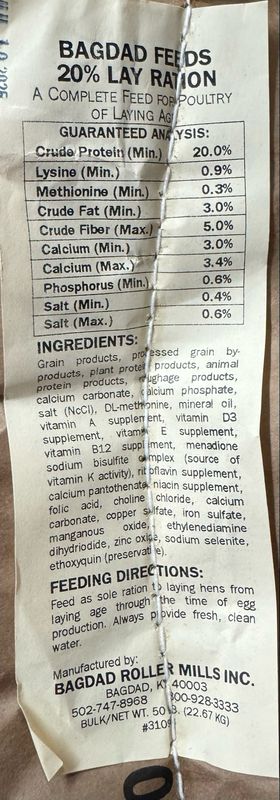 10 2025
BAGDAD FEEDS
20% LAY RATION
A COMPLETE FEED FOR POULTRY
OF LAYING AGE
GUARANTEED ANALYSIS:
Crude Protein (Min.) 20.0%
Lysine (Min.) 0.9%
Methionine (Min.) 0.3%
Crude Fat (Min.) 3.0%
Crude Fiber (Max.) 5.0%
Calcium (Min.) 3.0%
Calcium (Max.) 3.4%
Phosphorus (Min.) 0.6%
Salt (Min.) 0.4%
Salt (Max.) 0.6%
INGREDIENTS:
Grain products, processed grain by-
products, plant protein products, animal
protein products, roughage products,
calcium carbonate, calcium phosphate,
salt (NcCl), DL-methionine, mineral oil,
vitamin A supplement, vitamin D3
supplement, vitamin E supplement,
vitamin B12 supplement, menadione
sodium bisulfite complex (source of
vitamin K activity), riboflavin supplement,
calcium pantothenate, niacin supplement,
folic acid, choline chloride, calcium
carbonate, copper sulfate, iron sulfate,
manganous oxide, ethylenediamine
dihydriodide, zinc oxide, sodium selenite,
ethoxyquin (preservative).
FEEDING DIRECTIONS:
Feed as sole ration to laying hens from
laying age through the time of egg
production. Always provide fresh, clean
water.
Manufactured by:
BAGDAD ROLLER MILLS INC.
BAGDAD, KY 40003
502-747-8968 800-928-3333
BULK/NET WT. 50 LB. (22.67 KG)